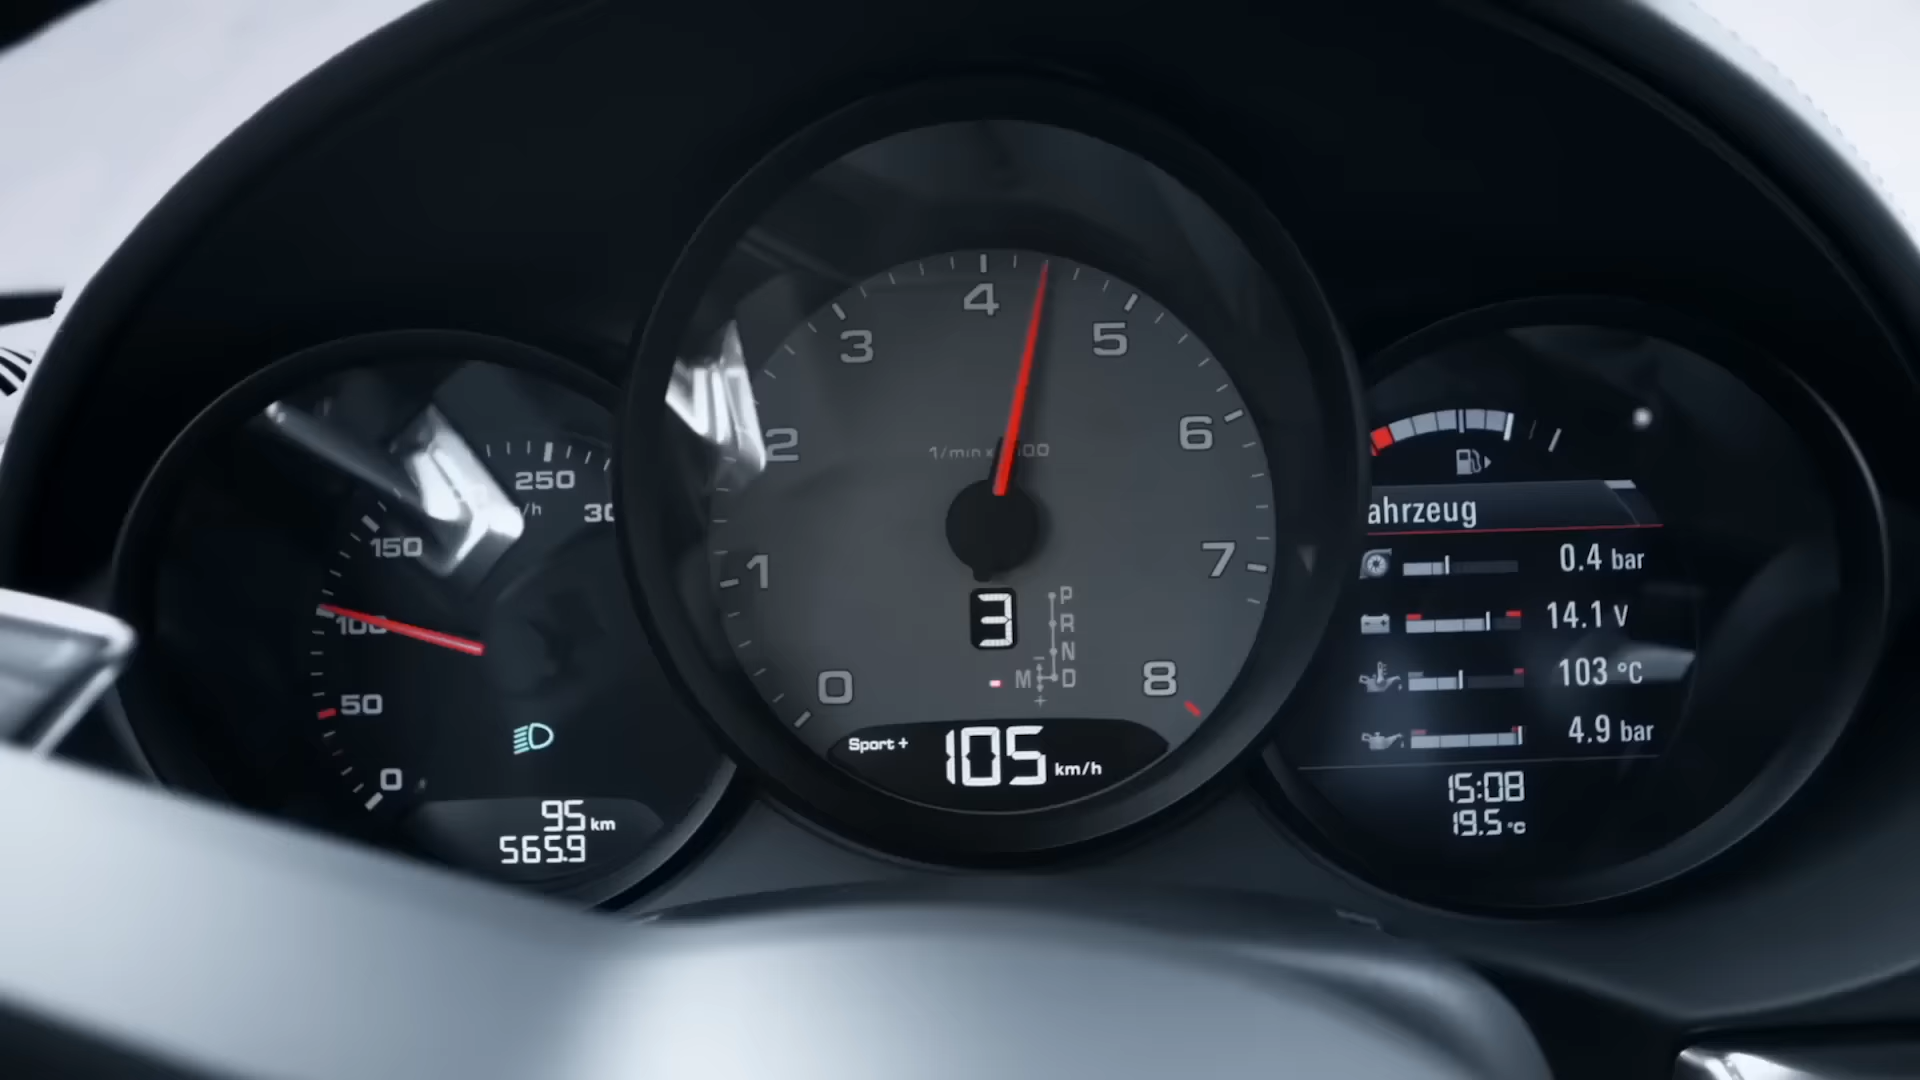 250
/h
30
150
100
50
0
95 km
565.9
4
3
5
2
6
1/min x
00
1
7
0
8
3
P
R
N
M D
-
+
Sport +
105 km/h
ahrzeug
0.4 bar
14.1 V
103 °C
4.9 bar
15:08
19.5 °C